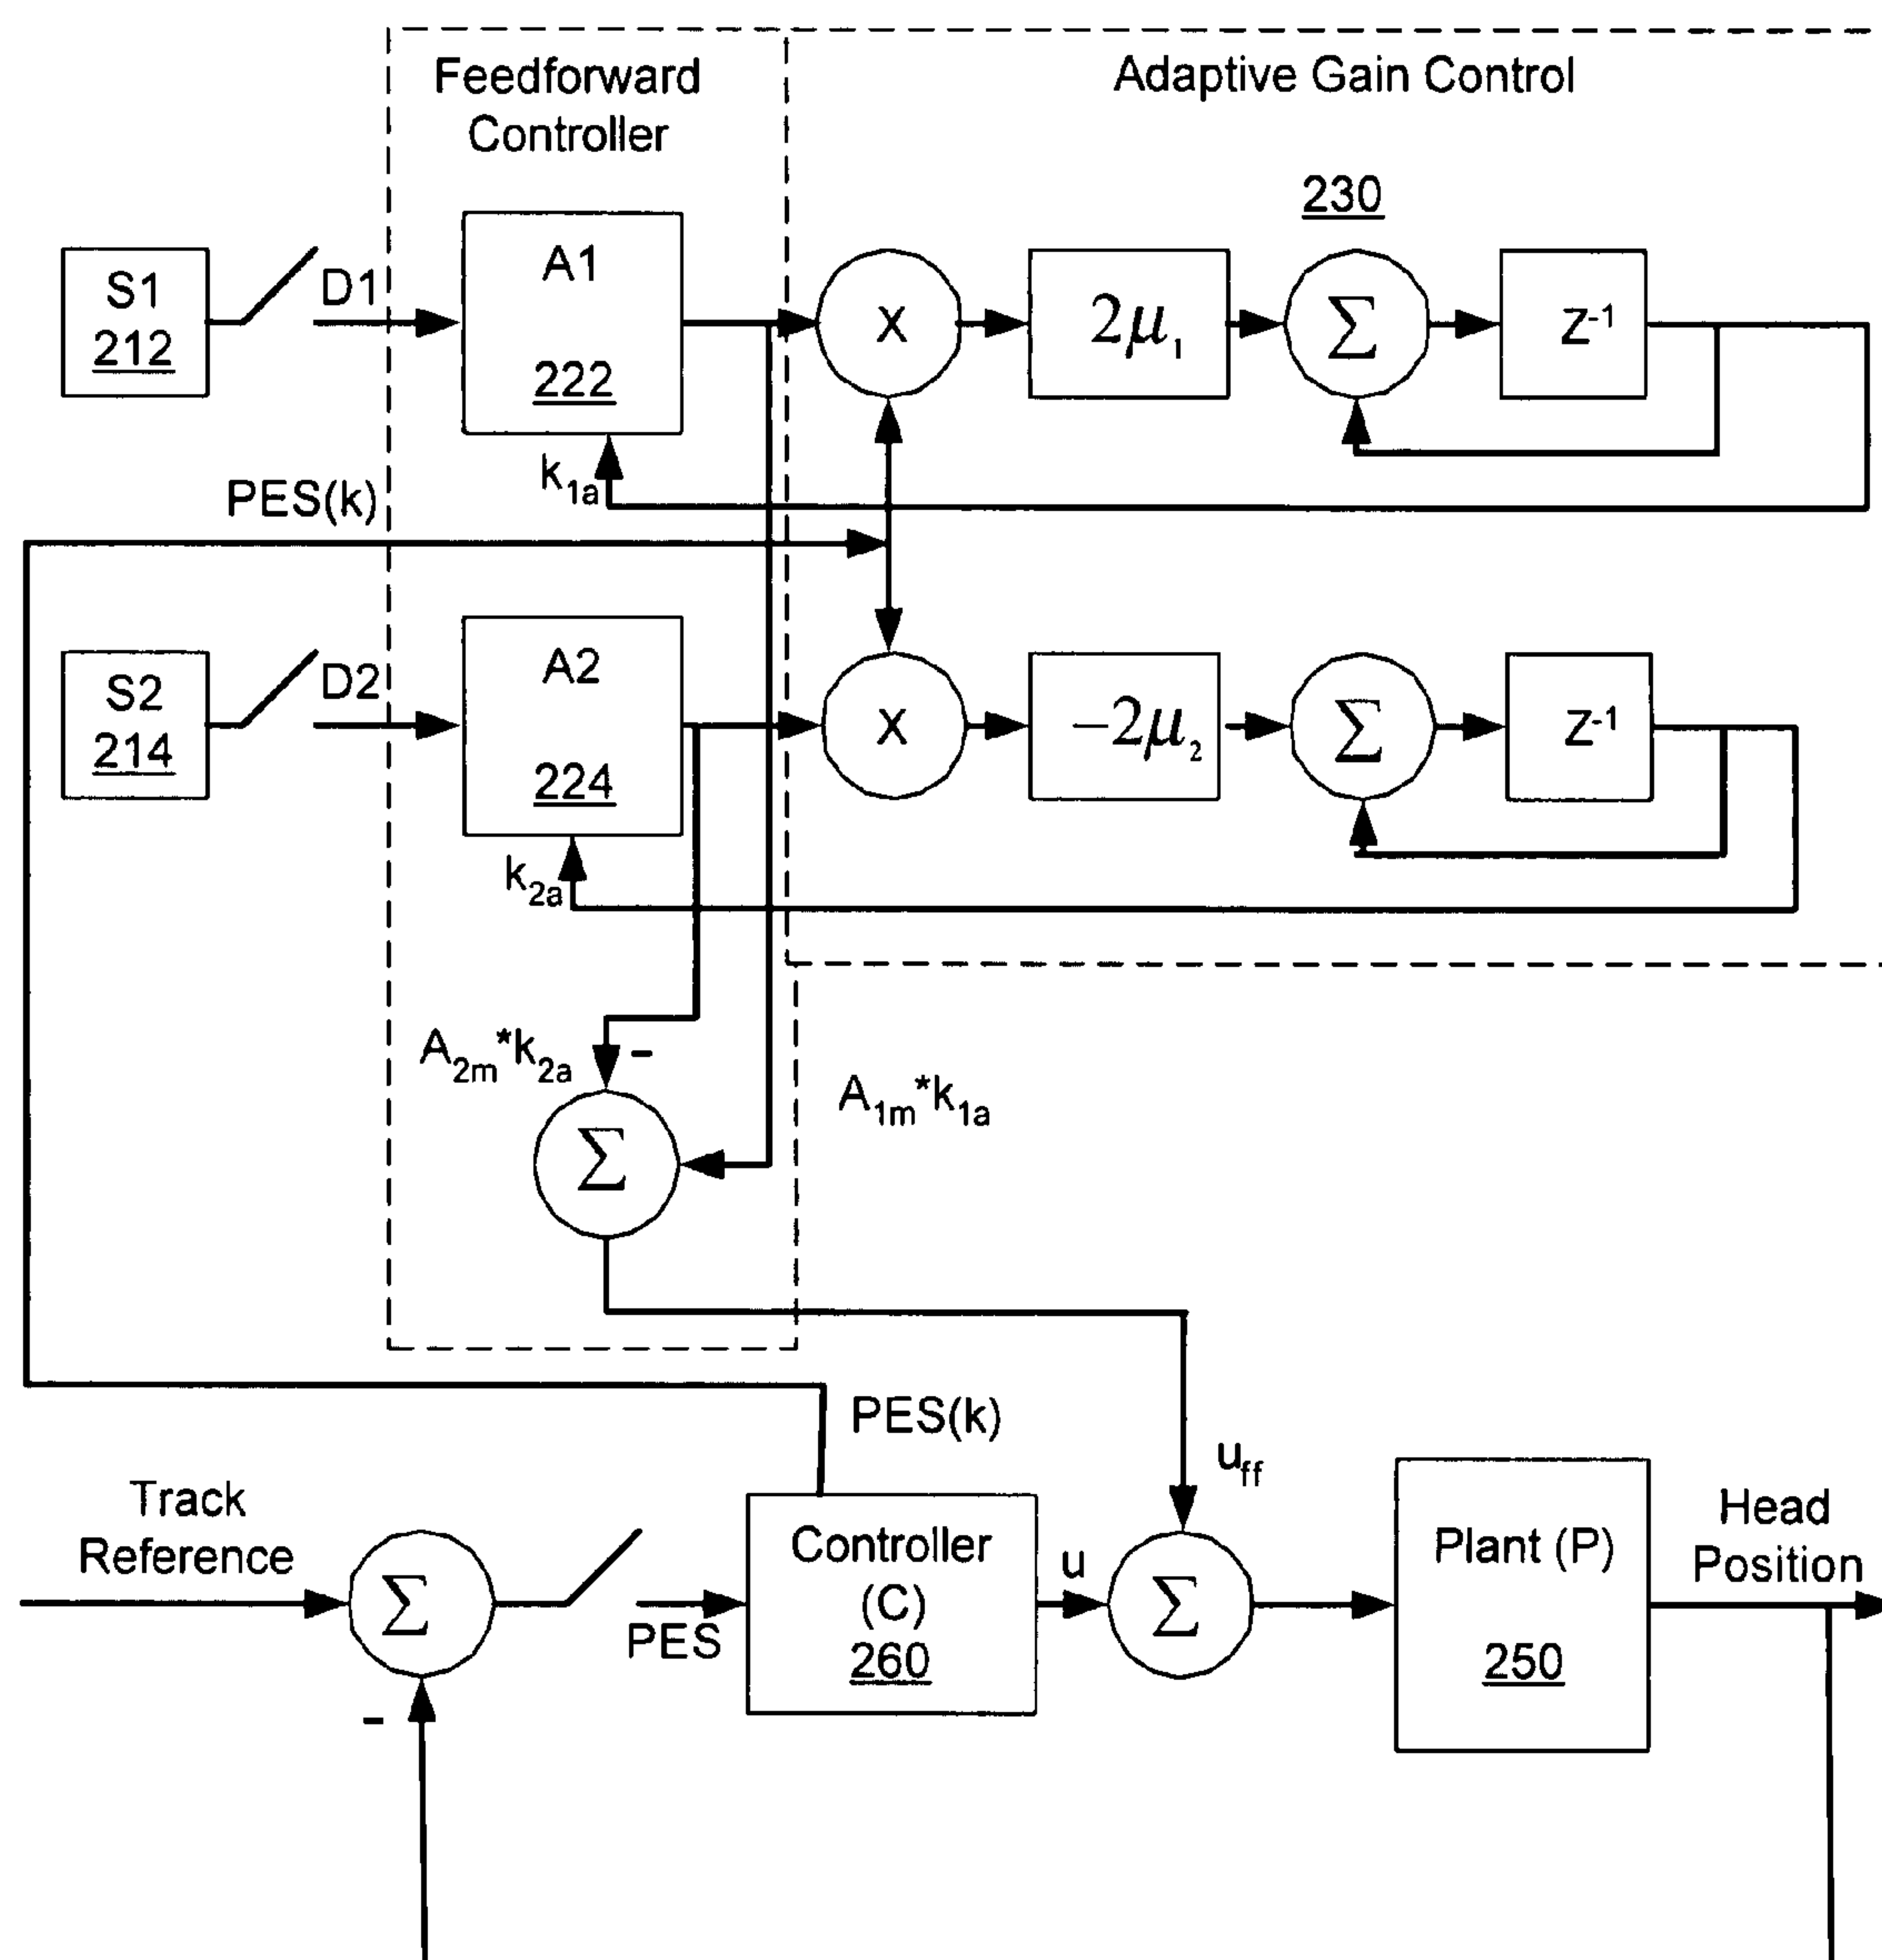 Feedforward
Controller
Adaptive Gain Control
230
S1
212
D1
A1
222
X
2μ₁
Σ
Z⁻¹
k₁ₐ
PES(k)
S2
214
D2
A2
224
X
−2μ₂
Σ
Z⁻¹
k₂ₐ
A₂ₘ*k₂ₐ
-
A₁ₘ*k₁ₐ
Σ
PES(k)
u_ff
Track
Reference
Σ
-
PES
Controller
(C)
260
u
Σ
Plant (P)
250
Head
Position